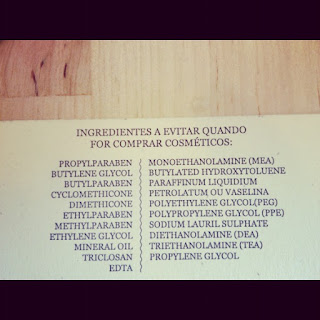 INGREDIENTES A EVITAR QUANDO
FOR COMPRAR COSMÉTICOS:
PROPYLPARABEN MONOETHANOLAMINE (MEA)
BUTYLENE GLYCOL BUTYLATED HYDROXYTOLUENE
BUTYLPARABEN PARAFFINUM LIQUIDIUM
CYCLOMETHICONE PETROLATUM OU VASELINA
DIMETHICONE POLYETHYLENE GLYCOL(PEG)
ETHYLPARABEN POLYPROPYLENE GLYCOL (PPE)
METHYLPARABEN SODIUM LAURIL SULPHATE
ETHYLENE GLYCOL DIETHANOLAMINE (DEA)
MINERAL OIL TRIETHANOLAMINE (TEA)
TRICLOSAN PROPYLENE GLYCOL
EDTA